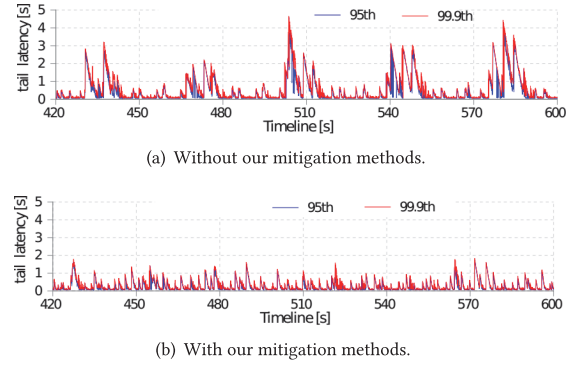 95th 99.9th
tail latency [s]
5
4
3
2
1
0
420 450 480 510 540 570 600
Timeline [s]
(a) Without our mitigation methods.
95th 99.9th
tail latency [s]
5
4
3
2
1
0
420 450 480 510 540 570 600
Timeline [s]
(b) With our mitigation methods.